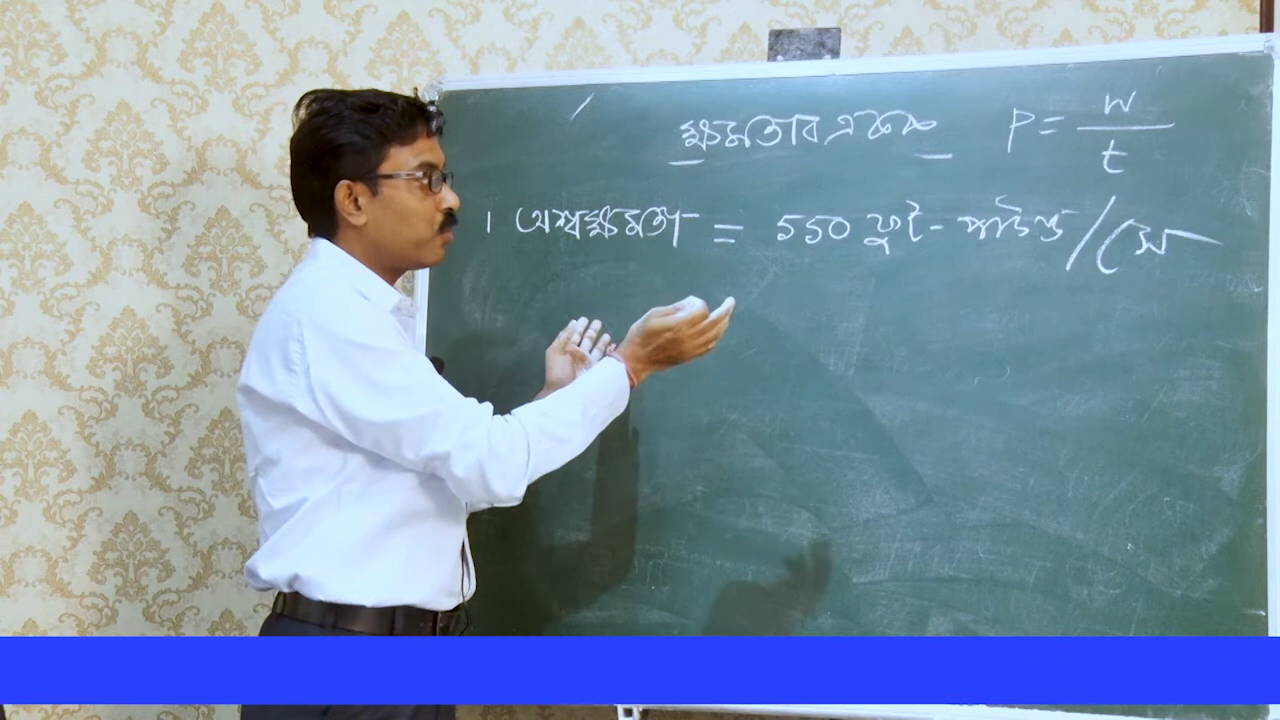 ক্ষমতার একক P = W/t
1 অশ্বক্ষমতা = 550 ফুট-পাউন্ড/সে